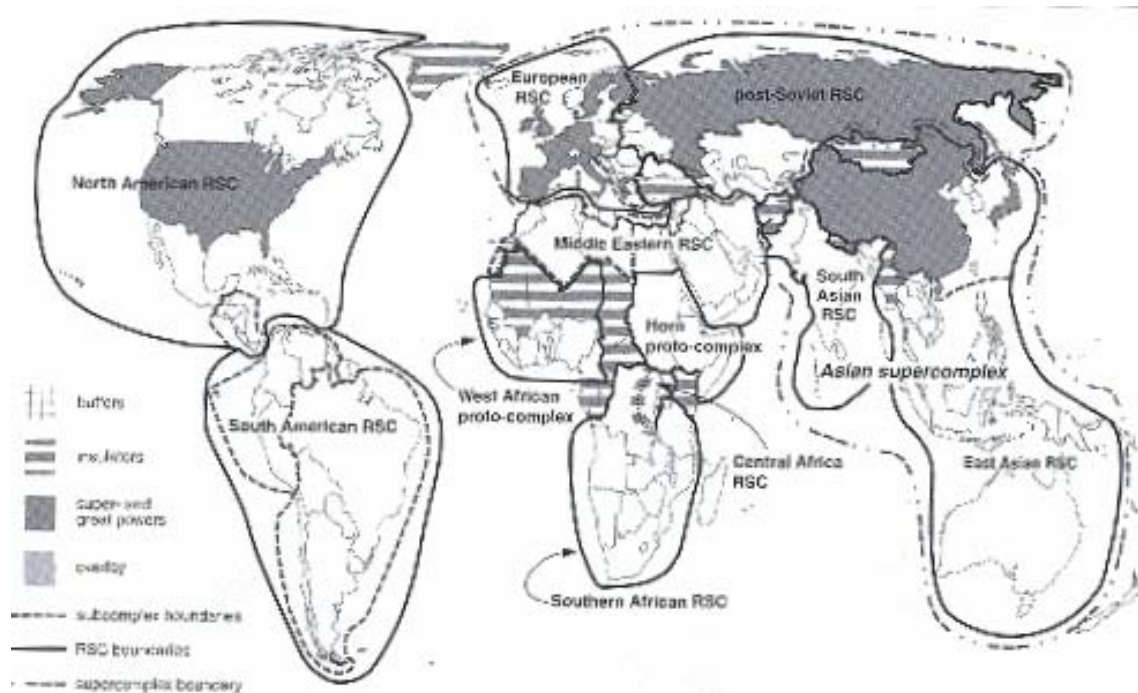 European
RSC
post-Soviet RSC
North American RSC
Middle Eastern RSC
South
Asian
RSC
Horn
proto-complex
Asian supercomplex
West African
proto-complex
South American RSC
Central Africa
RSC
East Asian RSC
Southern African RSC
buffers
insulators
super- and
great powers
overlay
subcomplex boundaries
RSC boundaries
supercomplex boundary